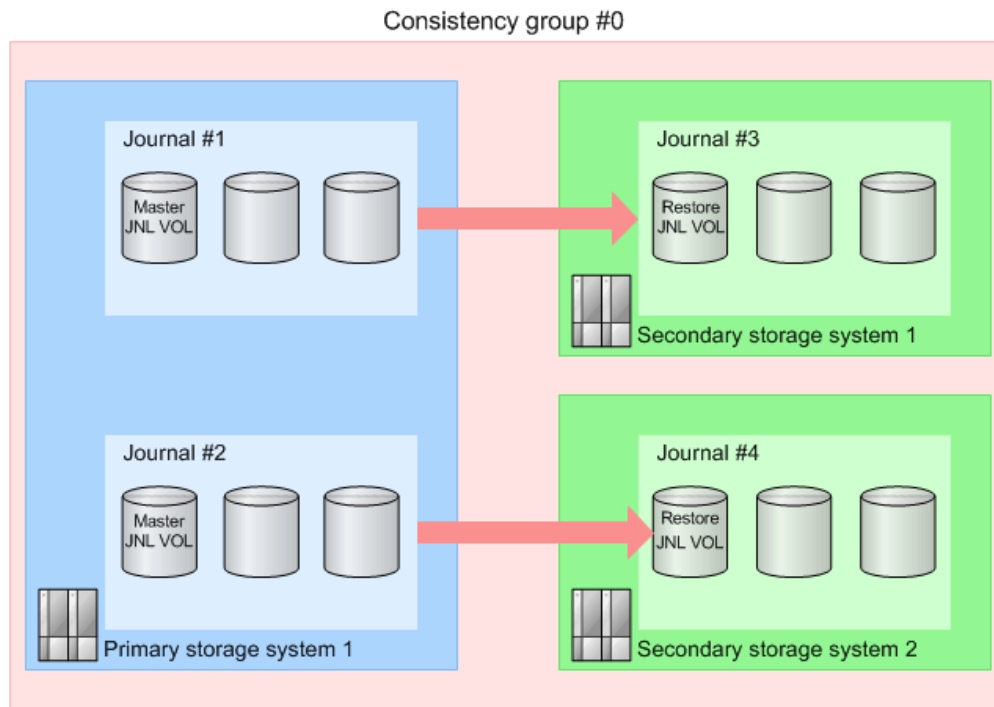 Consistency group #0
Journal #1
Master
JNL VOL
Journal #3
Restore
JNL VOL
Secondary storage system 1
Journal #2
Master
JNL VOL
Primary storage system 1
Journal #4
Restore
JNL VOL
Secondary storage system 2